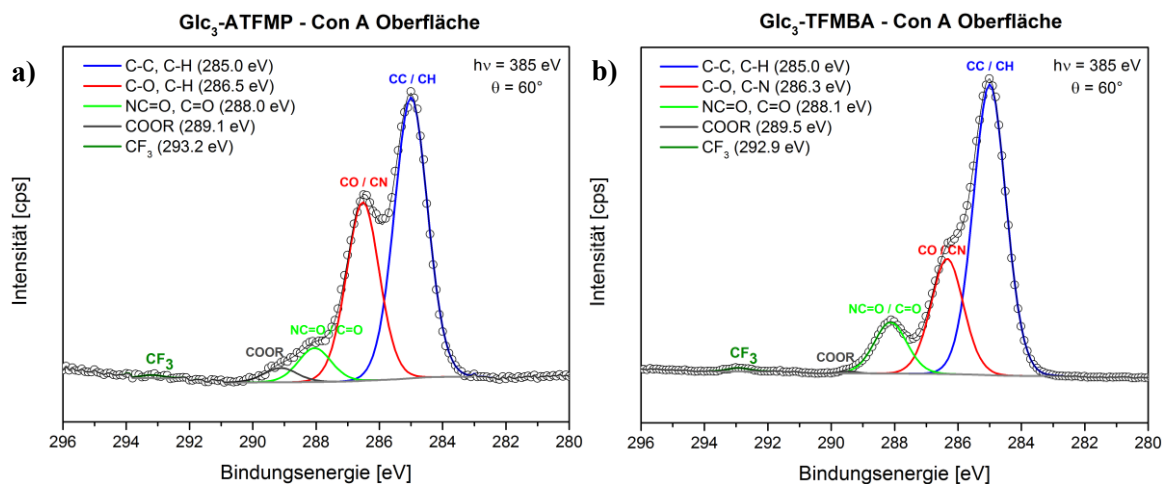 Glc3-ATFMP - Con A Oberfläche
a)
C-C, C-H (285.0 eV)
C-O, C-H (286.5 eV)
NC=O, C=O (288.0 eV)
COOR (289.1 eV)
CF3 (293.2 eV)
CC / CH
hν = 385 eV
θ = 60°
CO / CN
NC=O / C=O
COOR
CF3
Intensität [cps]
296 294 292 290 288 286 284 282 280
Bindungsenergie [eV]
Glc3-TFMBA - Con A Oberfläche
b)
C-C, C-H (285.0 eV)
C-O, C-N (286.3 eV)
NC=O, C=O (288.1 eV)
COOR (289.5 eV)
CF3 (292.9 eV)
CC / CH
hν = 385 eV
θ = 60°
CO / CN
NC=O / C=O
COOR
CF3
Intensität [cps]
296 294 292 290 288 286 284 282 280
Bindungsenergie [eV]